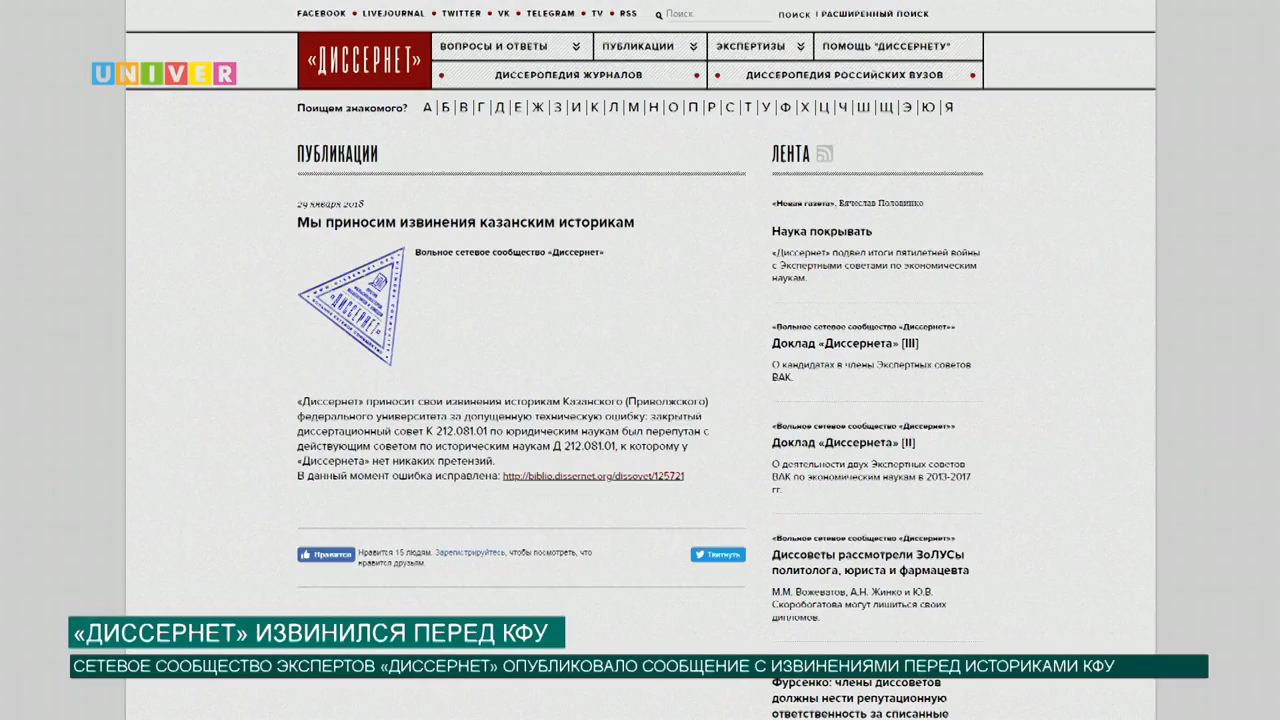 FACEBOOK • LIVEJOURNAL • TWITTER • VK • TELEGRAM • TV • RSS Поиск ПОИСК | РАСШИРЕННЫЙ ПОИСК
UNIVER
«ДИССЕРНЕТ»
ВОПРОСЫ И ОТВЕТЫ ПУБЛИКАЦИИ ЭКСПЕРТИЗЫ ПОМОЩЬ "ДИССЕРНЕТУ"
• ДИССЕРОПЕДИЯ ЖУРНАЛОВ • • ДИССЕРОПЕДИЯ РОССИЙСКИХ ВУЗОВ •
Поищем знакомого? А|Б|В|Г|Д|Е|Ж|З|И|К|Л|М|Н|О|П|Р|С|Т|У|Ф|Х|Ц|Ч|Ш|Щ|Э|Ю|Я
ПУБЛИКАЦИИ
29 января 2018
Мы приносим извинения казанским историкам
Вольное сетевое сообщество «Диссернет»
«ДИССЕРНЕТ»
«Диссернет» приносит свои извинения историкам Казанского (Приволжского)
федерального университета за допущенную техническую ошибку: закрытый
диссертационный совет К 212.081.01 по юридическим наукам был перепутан с
действующим советом по историческим наукам Д 212.081.01, к которому у
«Диссернета» нет никаких претензий.
В данный момент ошибка исправлена: http://biblio.dissernet.org/dissovet/125721
Нравится Нравится 15 людям. Зарегистрируйтесь, чтобы посмотреть, что
нравится друзьям.
Твитнуть
ЛЕНТА
«Новая газета», Вячеслав Половинко
Наука покрывать
«Диссернет» подвел итоги пятилетней войны
с Экспертными советами по экономическим
наукам.
«Вольное сетевое сообщество «Диссернет»»
Доклад «Диссернета» [III]
О кандидатах в члены Экспертных советов
ВАК.
«Вольное сетевое сообщество «Диссернет»»
Доклад «Диссернета» [II]
О деятельности двух Экспертных советов
ВАК по экономическим наукам в 2013-2017
гг.
«Вольное сетевое сообщество «Диссернет»»
Диссоветы рассмотрели ЗоЛУСы
политолога, юриста и фармацевта
М.М. Вожеватов, А.Н. Жинко и Ю.В.
Скоробогатова могут лишиться своих
дипломов.
«ДИССЕРНЕТ» ИЗВИНИЛСЯ ПЕРЕД КФУ
СЕТЕВОЕ СООБЩЕСТВО ЭКСПЕРТОВ «ДИССЕРНЕТ» ОПУБЛИКОВАЛО СООБЩЕНИЕ С ИЗВИНЕНИЯМИ ПЕРЕД ИСТОРИКАМИ КФУ
Фурсенко: члены диссоветов
должны нести репутационную
ответственность за списанные